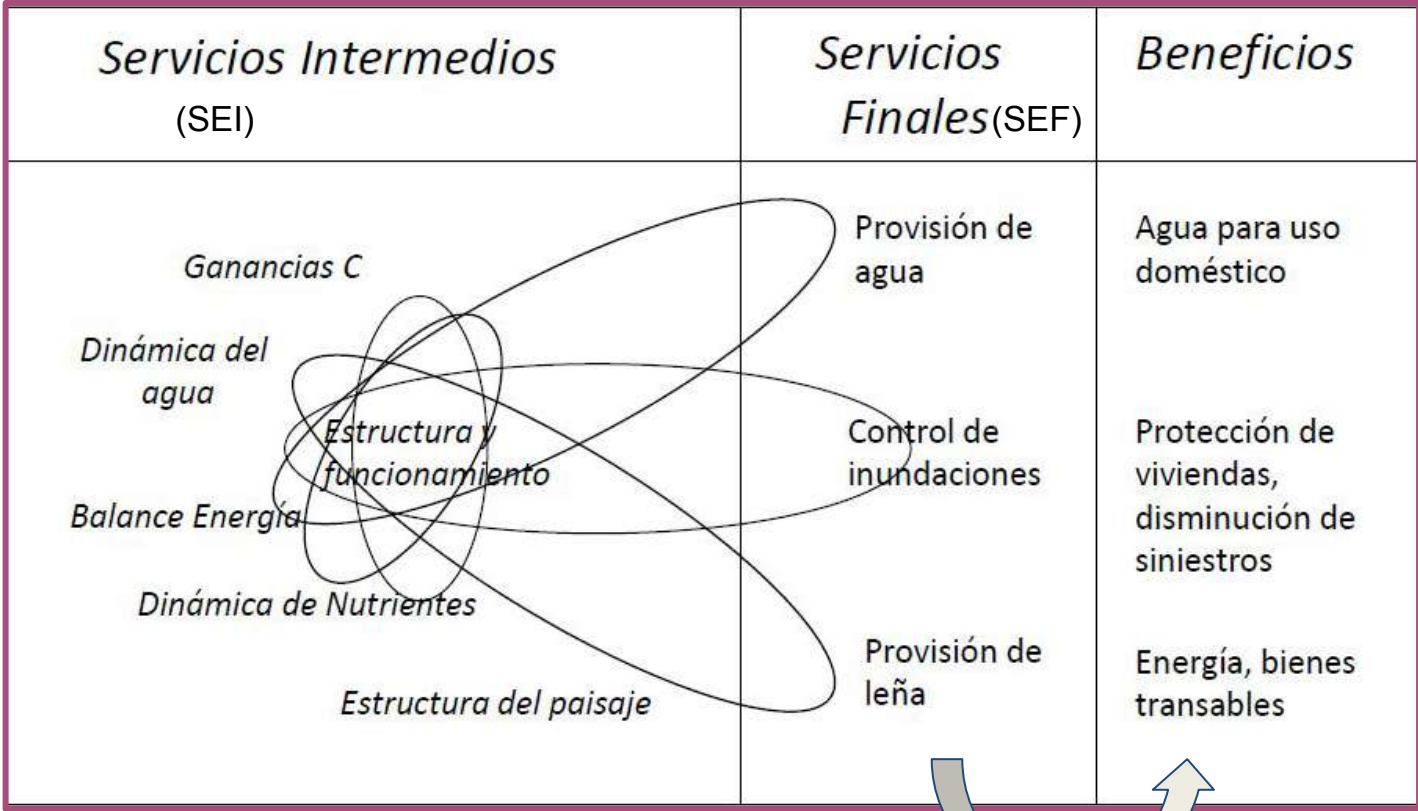 Servicios Intermedios
(SEI)
Servicios
Finales(SEF)
Beneficios
Ganancias C
Dinámica del
agua
Estructura y
funcionamiento
Balance Energía
Dinámica de Nutrientes
Estructura del paisaje
Provisión de
agua
Control de
inundaciones
Provisión de
leña
Agua para uso
doméstico
Protección de
viviendas,
disminución de
siniestros
Energía, bienes
transables